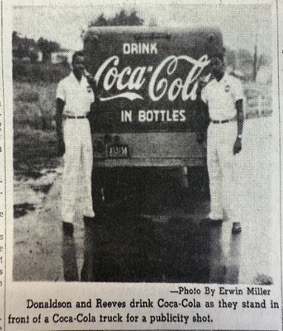 DRINK
Coca-Cola
IN BOTTLES
—Photo By Erwin Miller
Donaldson and Reeves drink Coca-Cola as they stand in
front of a Coca-Cola truck for a publicity shot.